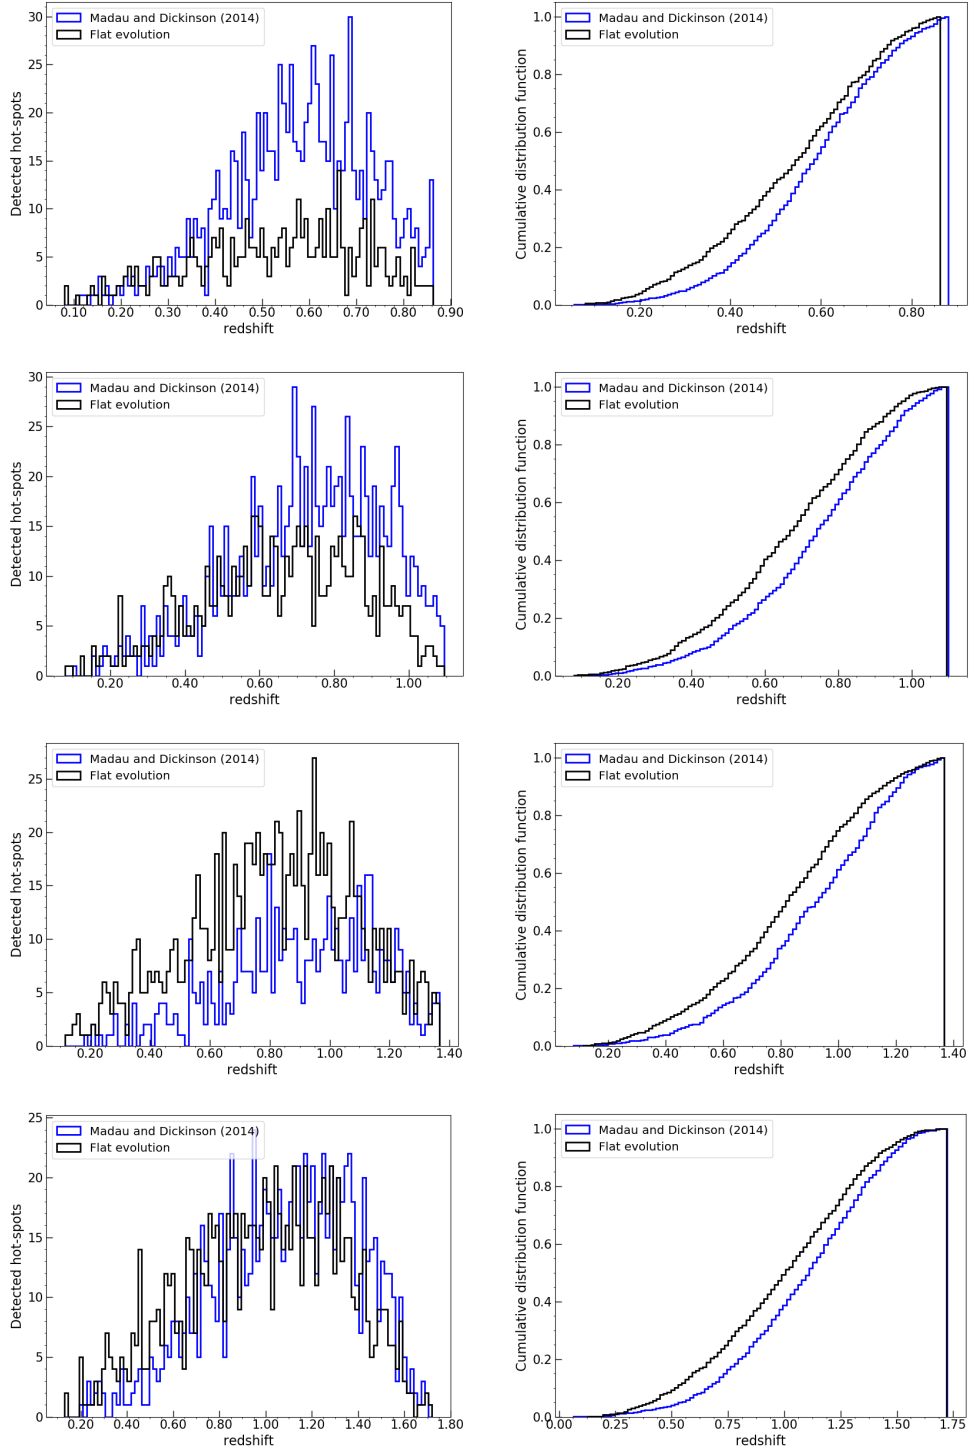 Madau and Dickinson (2014)
Flat evolution
Detected hot-spots
30
25
20
15
10
5
0
0.10 0.20 0.30 0.40 0.50 0.60 0.70 0.80 0.90
redshift
Madau and Dickinson (2014)
Flat evolution
Cumulative distribution function
1.0
0.8
0.6
0.4
0.2
0.0
0.20 0.40 0.60 0.80
redshift
Madau and Dickinson (2014)
Flat evolution
Detected hot-spots
30
25
20
15
10
5
0
0.20 0.40 0.60 0.80 1.00
redshift
Madau and Dickinson (2014)
Flat evolution
Cumulative distribution function
1.0
0.8
0.6
0.4
0.2
0.0
0.20 0.40 0.60 0.80 1.00
redshift
Madau and Dickinson (2014)
Flat evolution
Detected hot-spots
25
20
15
10
5
0
0.20 0.40 0.60 0.80 1.00 1.20 1.40
redshift
Madau and Dickinson (2014)
Flat evolution
Cumulative distribution function
1.0
0.8
0.6
0.4
0.2
0.0
0.20 0.40 0.60 0.80 1.00 1.20 1.40
redshift
Madau and Dickinson (2014)
Flat evolution
Detected hot-spots
25
20
15
10
5
0
0.20 0.40 0.60 0.80 1.00 1.20 1.40 1.60 1.80
redshift
Madau and Dickinson (2014)
Flat evolution
Cumulative distribution function
1.0
0.8
0.6
0.4
0.2
0.0
0.00 0.25 0.50 0.75 1.00 1.25 1.50 1.75
redshift